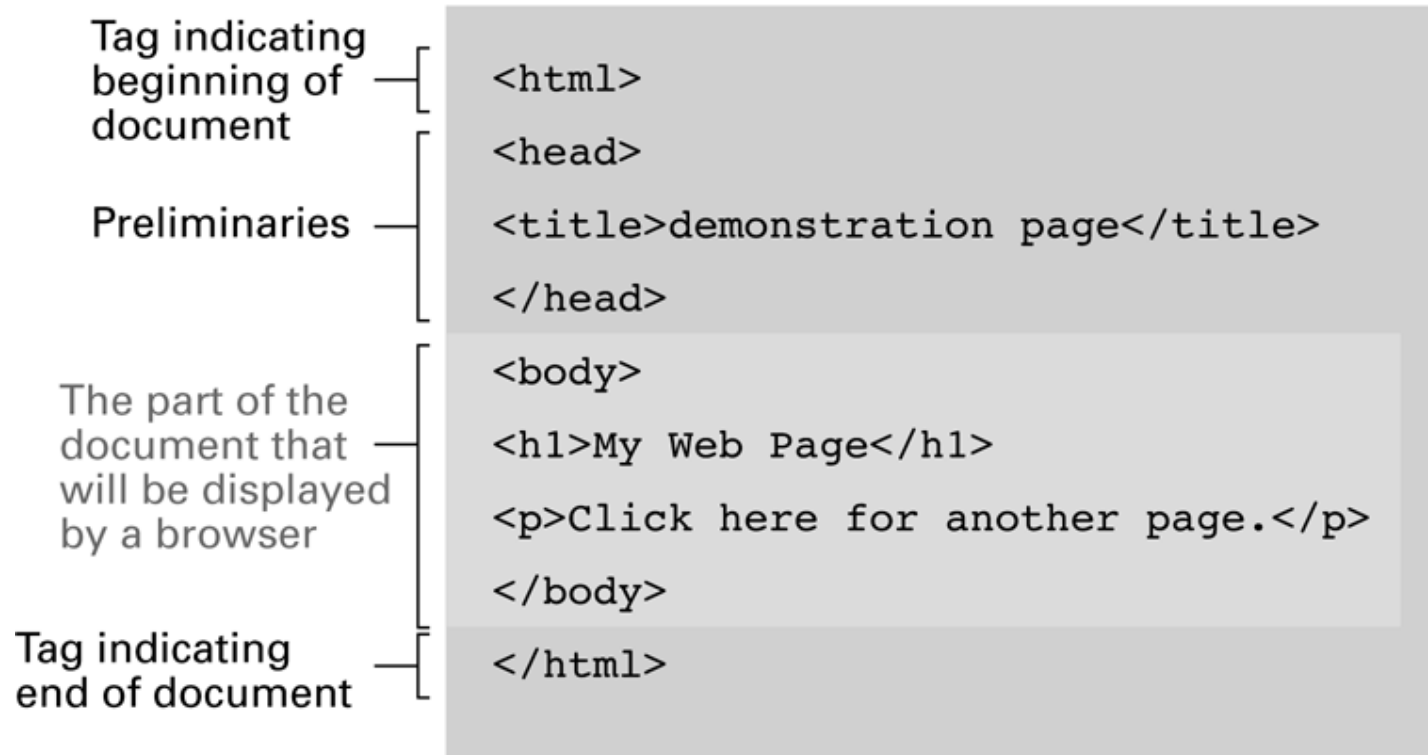 Tag indicating
beginning of
document
<html>
Preliminaries
<head>
<title>demonstration page</title>
</head>
The part of the
document that
will be displayed
by a browser
<body>
<h1>My Web Page</h1>
<p>Click here for another page.</p>
</body>
Tag indicating
end of document
</html>